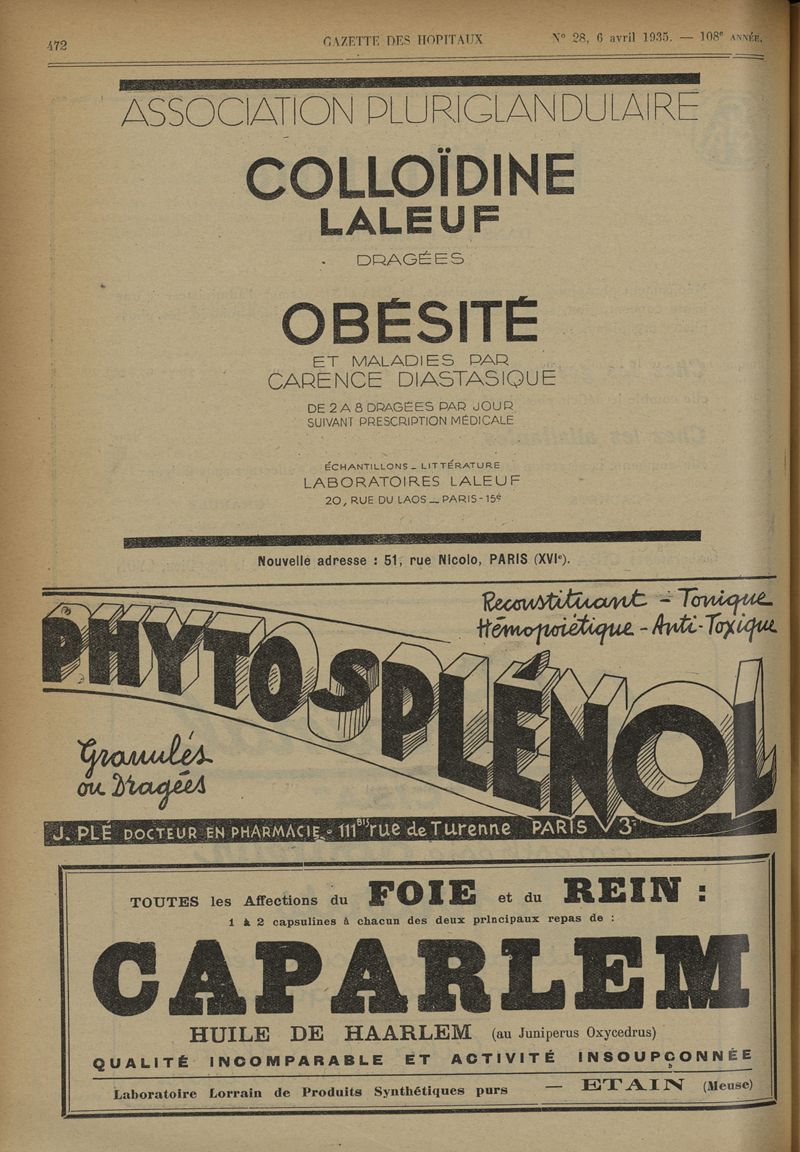 472
GAZETTE DES HOPITAUX
N° 28, 6 avril 1935. — 108e ANNÉE.
ASSOCIATION PLURIGLANDULAIRE
COLLOÏDINE
LALEUF
DRAGÉES
OBÉSITÉ
ET MALADIES PAR
CARENCE DIASTASIQUE
DE 2 A 8 DRAGÉES PAR JOUR
SUIVANT PRESCRIPTION MÉDICALE
ÉCHANTILLONS _ LITTÉRATURE
LABORATOIRES LALEUF
20, RUE DU LAOS _ PARIS-15e
Nouvelle adresse : 51, rue Nicolo, PARIS (XVIe).
Reconstituant - Tonique
Hémopoiétique - Anti-Toxique
PHYTOSPLÉNOL
Granulés
ou Dragées
J. PLÉ DOCTEUR EN PHARMACIE - 111BIS rue de Turenne PARIS 3e
TOUTES les Affections du FOIE et du REIN :
1 à 2 capsulines à chacun des deux principaux repas de :
CAPARLEM
HUILE DE HAARLEM (au Juniperus Oxycedrus)
QUALITÉ INCOMPARABLE ET ACTIVITÉ INSOUPÇONNÉE
Laboratoire Lorrain de Produits Synthétiques purs — ETAIN (Meuse)